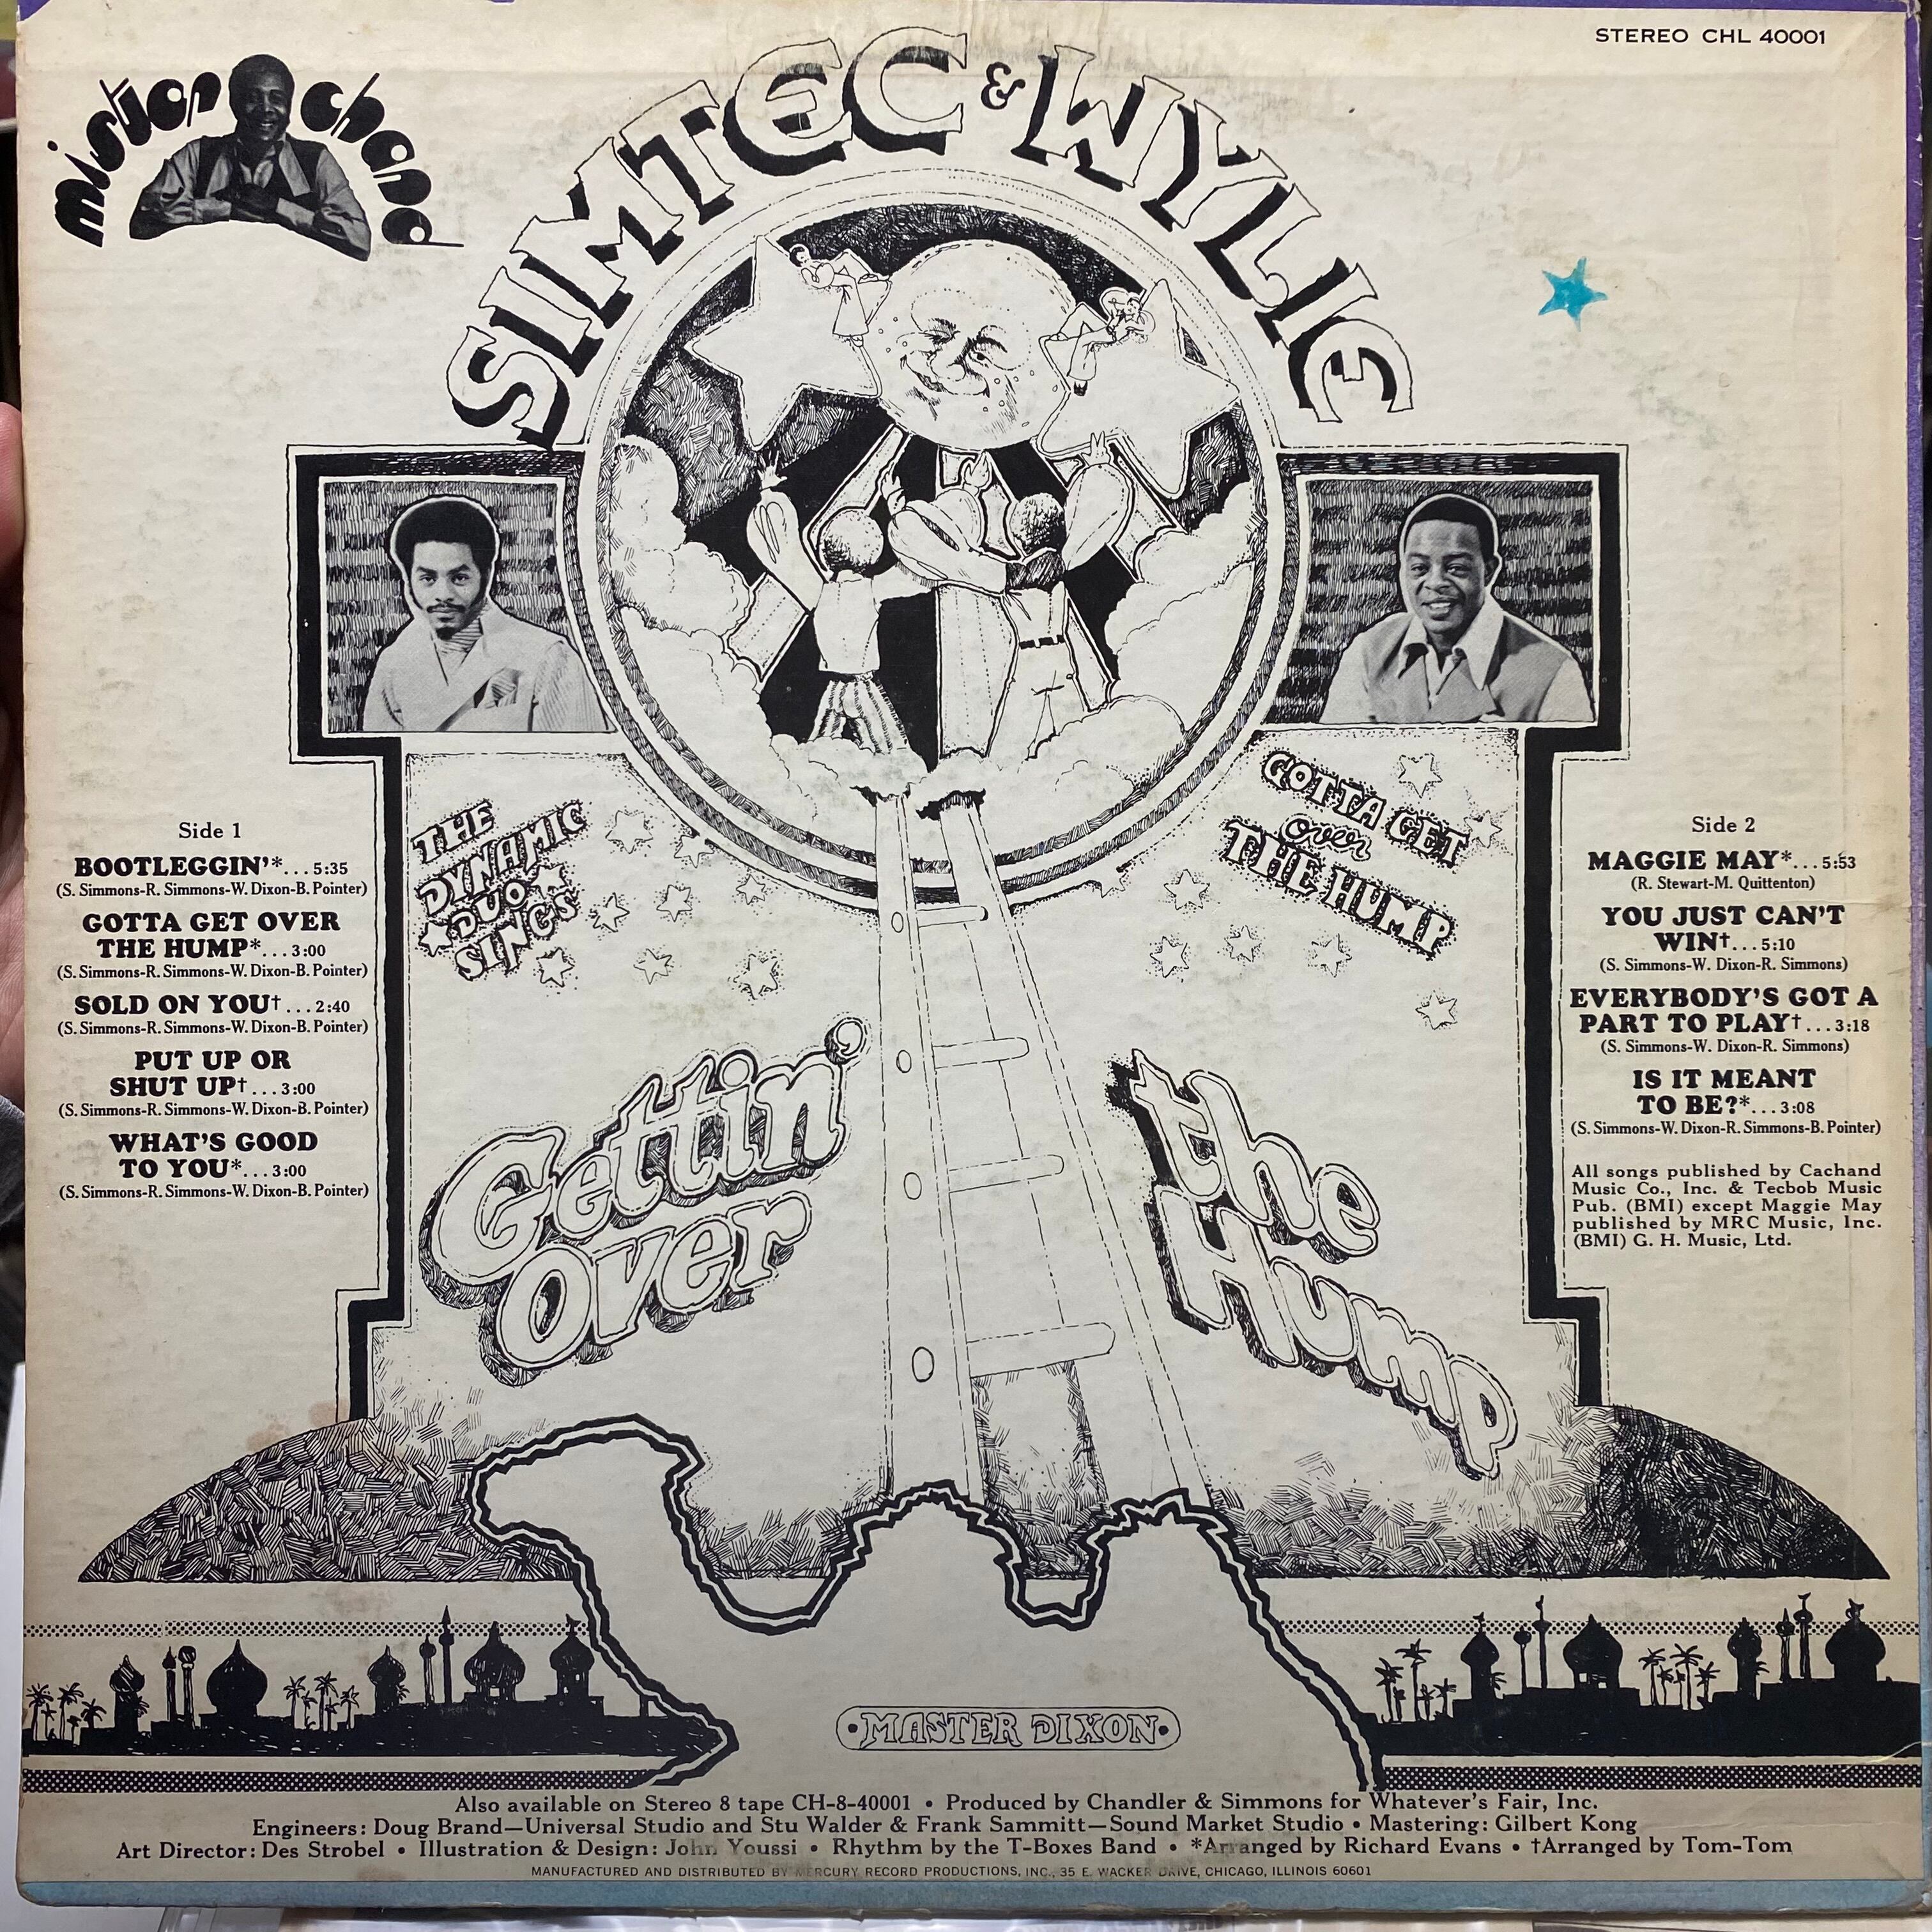 STEREO CHL 40001
mister chand
SIMTEC & WYLIE
THE
DYNAMIC
DUO
SINGS
GOTTA GET
over
THE HUMP
Side 1
BOOTLEGGIN'*...5:35
(S. Simmons-R. Simmons-W. Dixon-B. Pointer)
GOTTA GET OVER
THE HUMP*...3:00
(S. Simmons-R. Simmons-W. Dixon-B. Pointer)
SOLD ON YOU†...2:40
(S. Simmons-R. Simmons-W. Dixon-B. Pointer)
PUT UP OR
SHUT UP†...3:00
(S. Simmons-R. Simmons-W. Dixon-B. Pointer)
WHAT'S GOOD
TO YOU*...3:00
(S. Simmons-R. Simmons-W. Dixon-B. Pointer)
Gettin'
Over
the
Hump
Side 2
MAGGIE MAY*...5:53
(R. Stewart-M. Quittenton)
YOU JUST CAN'T
WIN†...5:10
(S. Simmons-W. Dixon-R. Simmons)
EVERYBODY'S GOT A
PART TO PLAY†...3:18
(S. Simmons-W. Dixon-R. Simmons)
IS IT MEANT
TO BE?*...3:08
(S. Simmons-W. Dixon-R. Simmons-B. Pointer)
All songs published by Cachand
Music Co., Inc. & Tecbob Music
Pub. (BMI) except Maggie May
published by MRC Music, Inc.
(BMI) G. H. Music, Ltd.
•MASTER DIXON•
Also available on Stereo 8 tape CH-8-40001 • Produced by Chandler & Simmons for Whatever's Fair, Inc.
Engineers: Doug Brand—Universal Studio and Stu Walder & Frank Sammitt—Sound Market Studio • Mastering: Gilbert Kong
Art Director: Des Strobel • Illustration & Design: John Youssi • Rhythm by the T-Boxes Band • *Arranged by Richard Evans • †Arranged by Tom-Tom
MANUFACTURED AND DISTRIBUTED BY MERCURY RECORD PRODUCTIONS, INC., 35 E. WACKER DRIVE, CHICAGO, ILLINOIS 60601